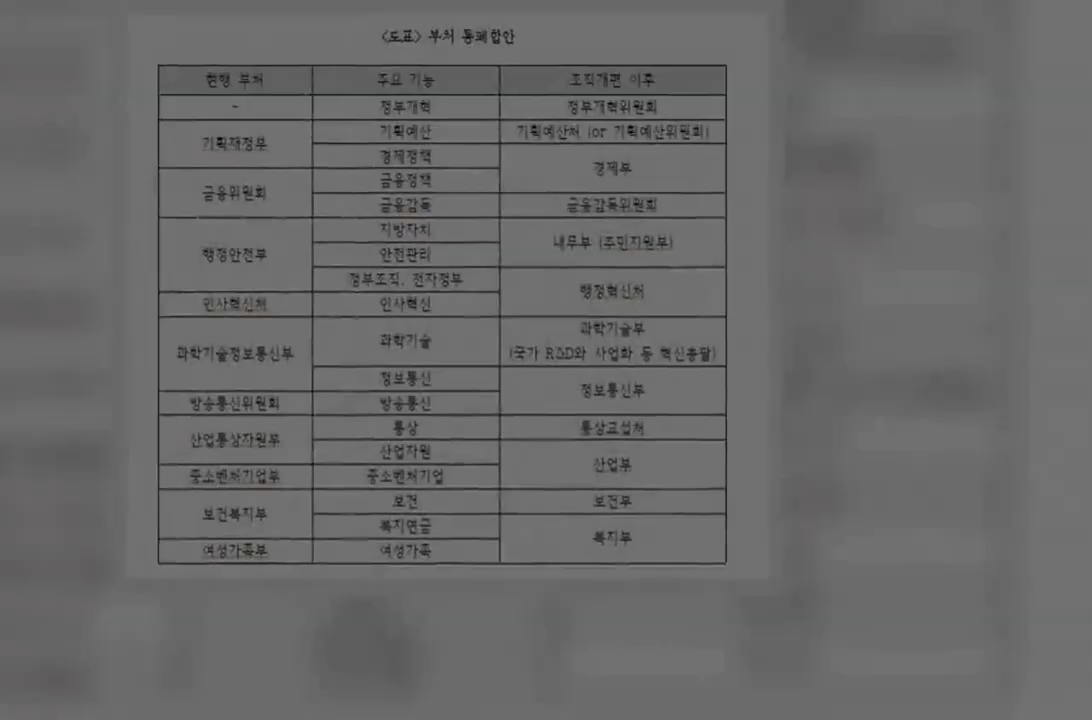 <도표> 부처 통폐합안
현행 부처 주요 기능 조직개편 이후
- 정부개혁 정부개혁위원회
기획재정부 기획예산 기획예산처 (or 기획예산위원회)
경제정책 경제부
금융위원회 금융정책
금융감독 금융감독위원회
행정안전부 지방자치 내무부 (주민지원부)
안전관리
정부조직, 전자정부 행정혁신처
인사혁신처 인사혁신
과학기술정보통신부 과학기술 과학기술부
(국가 R&D와 사업화 등 혁신총괄)
정보통신 정보통신부
방송통신위원회 방송통신
산업통상자원부 통상 통상교섭처
산업자원 산업부
중소벤처기업부 중소벤처기업
보건복지부 보건 보건부
복지연금 복지부
여성가족부 여성가족